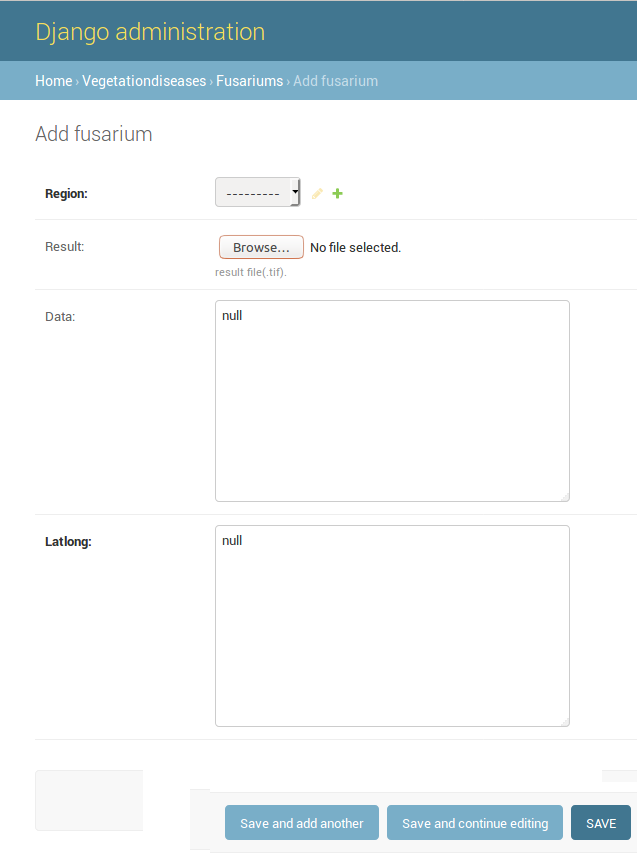 Django administration
Home › Vegetationdiseases › Fusariums › Add fusarium
Add fusarium
Region: ---------
Result: Browse... No file selected.
result file(.tif).
Data: null
Latlong: null
Save and add another Save and continue editing SAVE